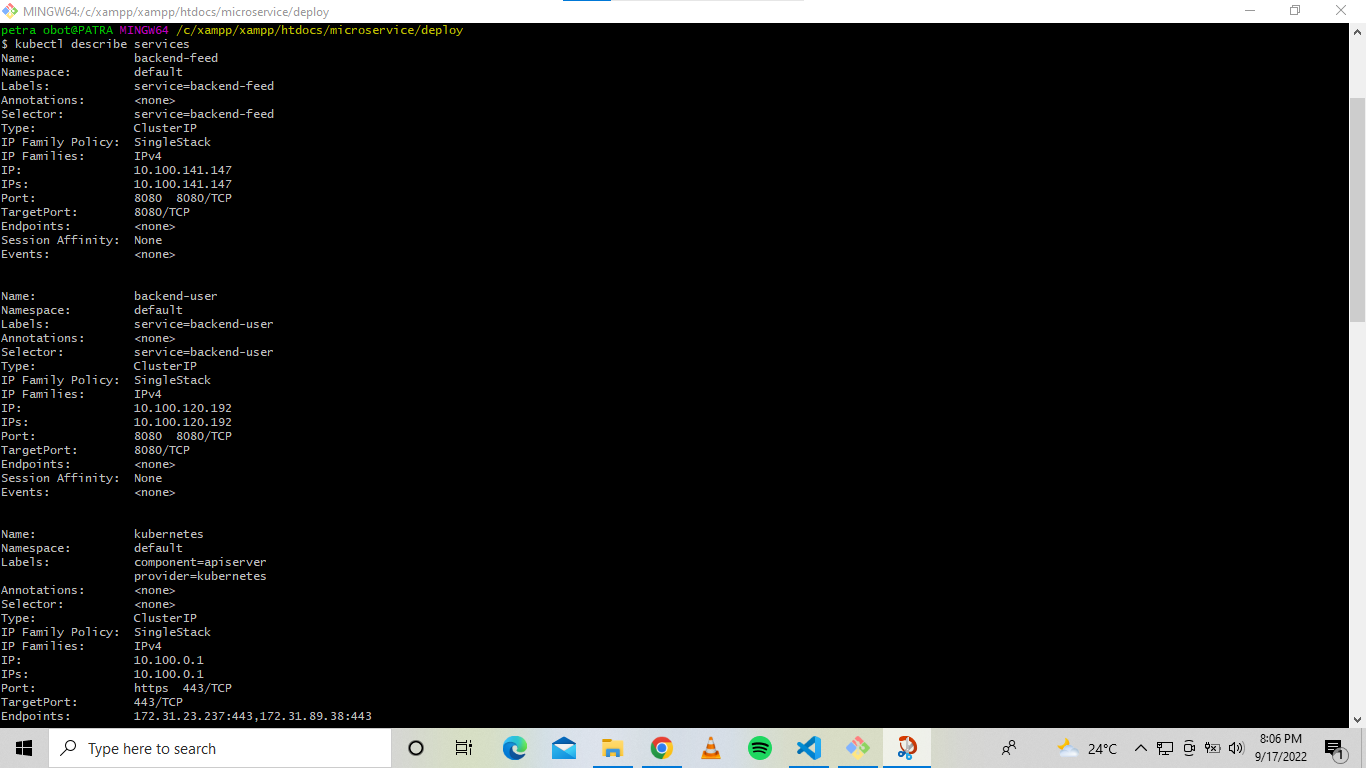 MINGW64:/c/xampp/xampp/htdocs/microservice/deploy
petra obot@PATRA MINGW64 /c/xampp/xampp/htdocs/microservice/deploy
$ kubectl describe services
Name:              backend-feed
Namespace:         default
Labels:            service=backend-feed
Annotations:       <none>
Selector:          service=backend-feed
Type:              ClusterIP
IP Family Policy:  SingleStack
IP Families:       IPv4
IP:                10.100.141.147
IPs:               10.100.141.147
Port:              8080  8080/TCP
TargetPort:        8080/TCP
Endpoints:         <none>
Session Affinity:  None
Events:            <none>
Name:              backend-user
Namespace:         default
Labels:            service=backend-user
Annotations:       <none>
Selector:          service=backend-user
Type:              ClusterIP
IP Family Policy:  SingleStack
IP Families:       IPv4
IP:                10.100.120.192
IPs:               10.100.120.192
Port:              8080  8080/TCP
TargetPort:        8080/TCP
Endpoints:         <none>
Session Affinity:  None
Events:            <none>
Name:              kubernetes
Namespace:         default
Labels:            component=apiserver
                   provider=kubernetes
Annotations:       <none>
Selector:          <none>
Type:              ClusterIP
IP Family Policy:  SingleStack
IP Families:       IPv4
IP:                10.100.0.1
IPs:               10.100.0.1
Port:              https  443/TCP
TargetPort:        443/TCP
Endpoints:         172.31.23.237:443,172.31.89.38:443
Type here to search
24°C
8:06 PM
9/17/2022
1